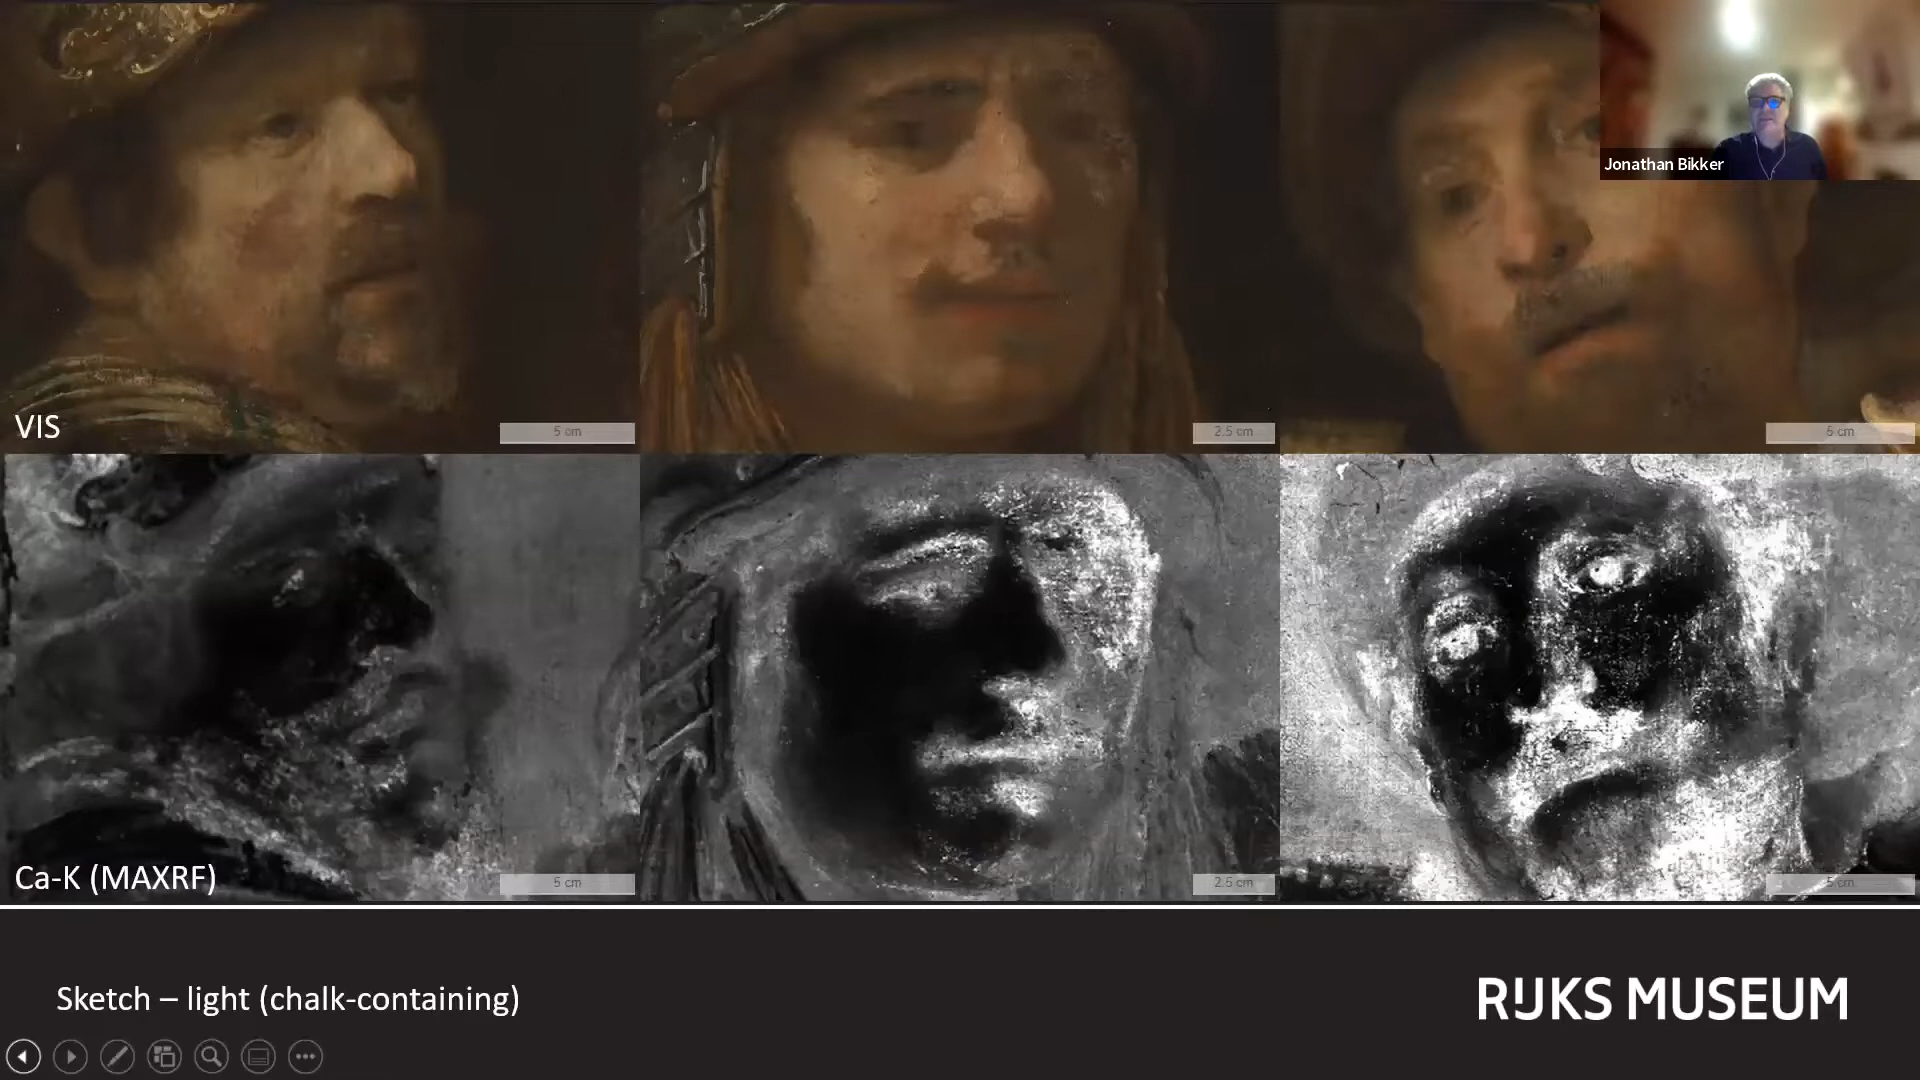 Jonathan Bikker
VIS
5 cm
2.5 cm
5 cm
Ca-K (MAXRF)
5 cm
2.5 cm
5 cm
Sketch – light (chalk-containing)
RIJKS MUSEUM